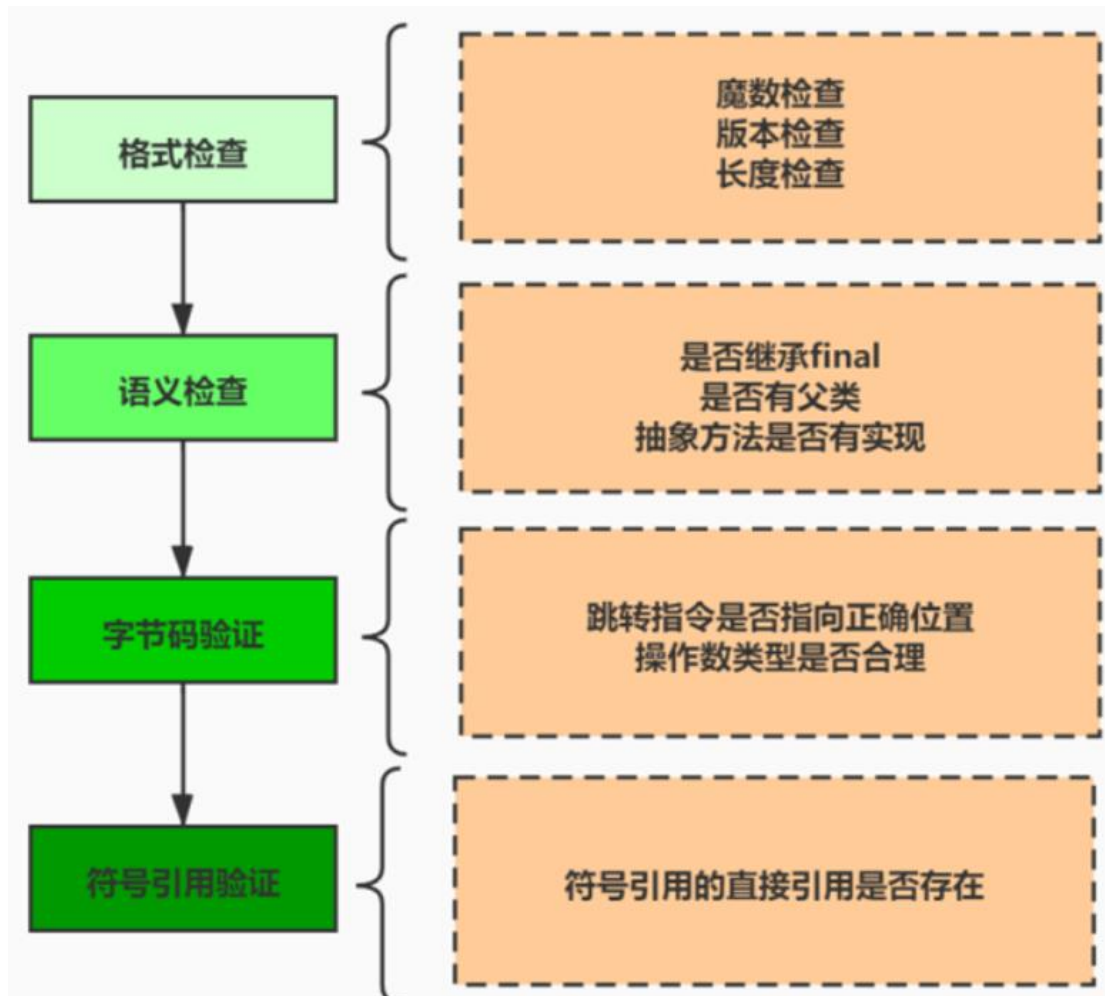 格式检查
魔数检查
版本检查
长度检查
语义检查
是否继承final
是否有父类
抽象方法是否有实现
字节码验证
跳转指令是否指向正确位置
操作数类型是否合理
符号引用验证
符号引用的直接引用是否存在